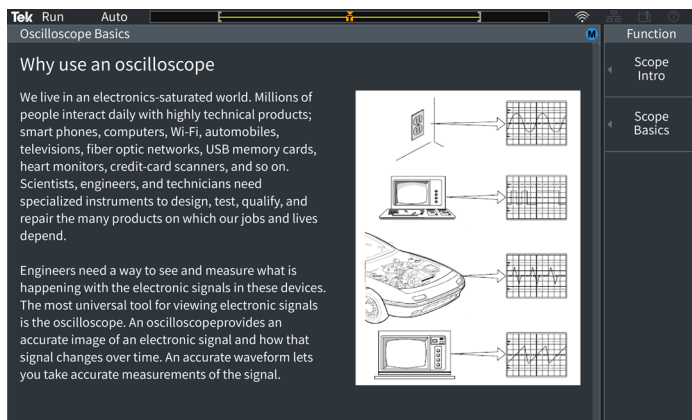 Tek Run Auto
T
Oscilloscope Basics
M
Function
Why use an oscilloscope
Scope
Intro
Scope
Basics
We live in an electronics-saturated world. Millions of
people interact daily with highly technical products;
smart phones, computers, Wi-Fi, automobiles,
televisions, fiber optic networks, USB memory cards,
heart monitors, credit-card scanners, and so on.
Scientists, engineers, and technicians need
specialized instruments to design, test, qualify, and
repair the many products on which our jobs and lives
depend.
Engineers need a way to see and measure what is
happening with the electronic signals in these devices.
The most universal tool for viewing electronic signals
is the oscilloscope. An oscilloscopeprovides an
accurate image of an electronic signal and how that
signal changes over time. An accurate waveform lets
you take accurate measurements of the signal.